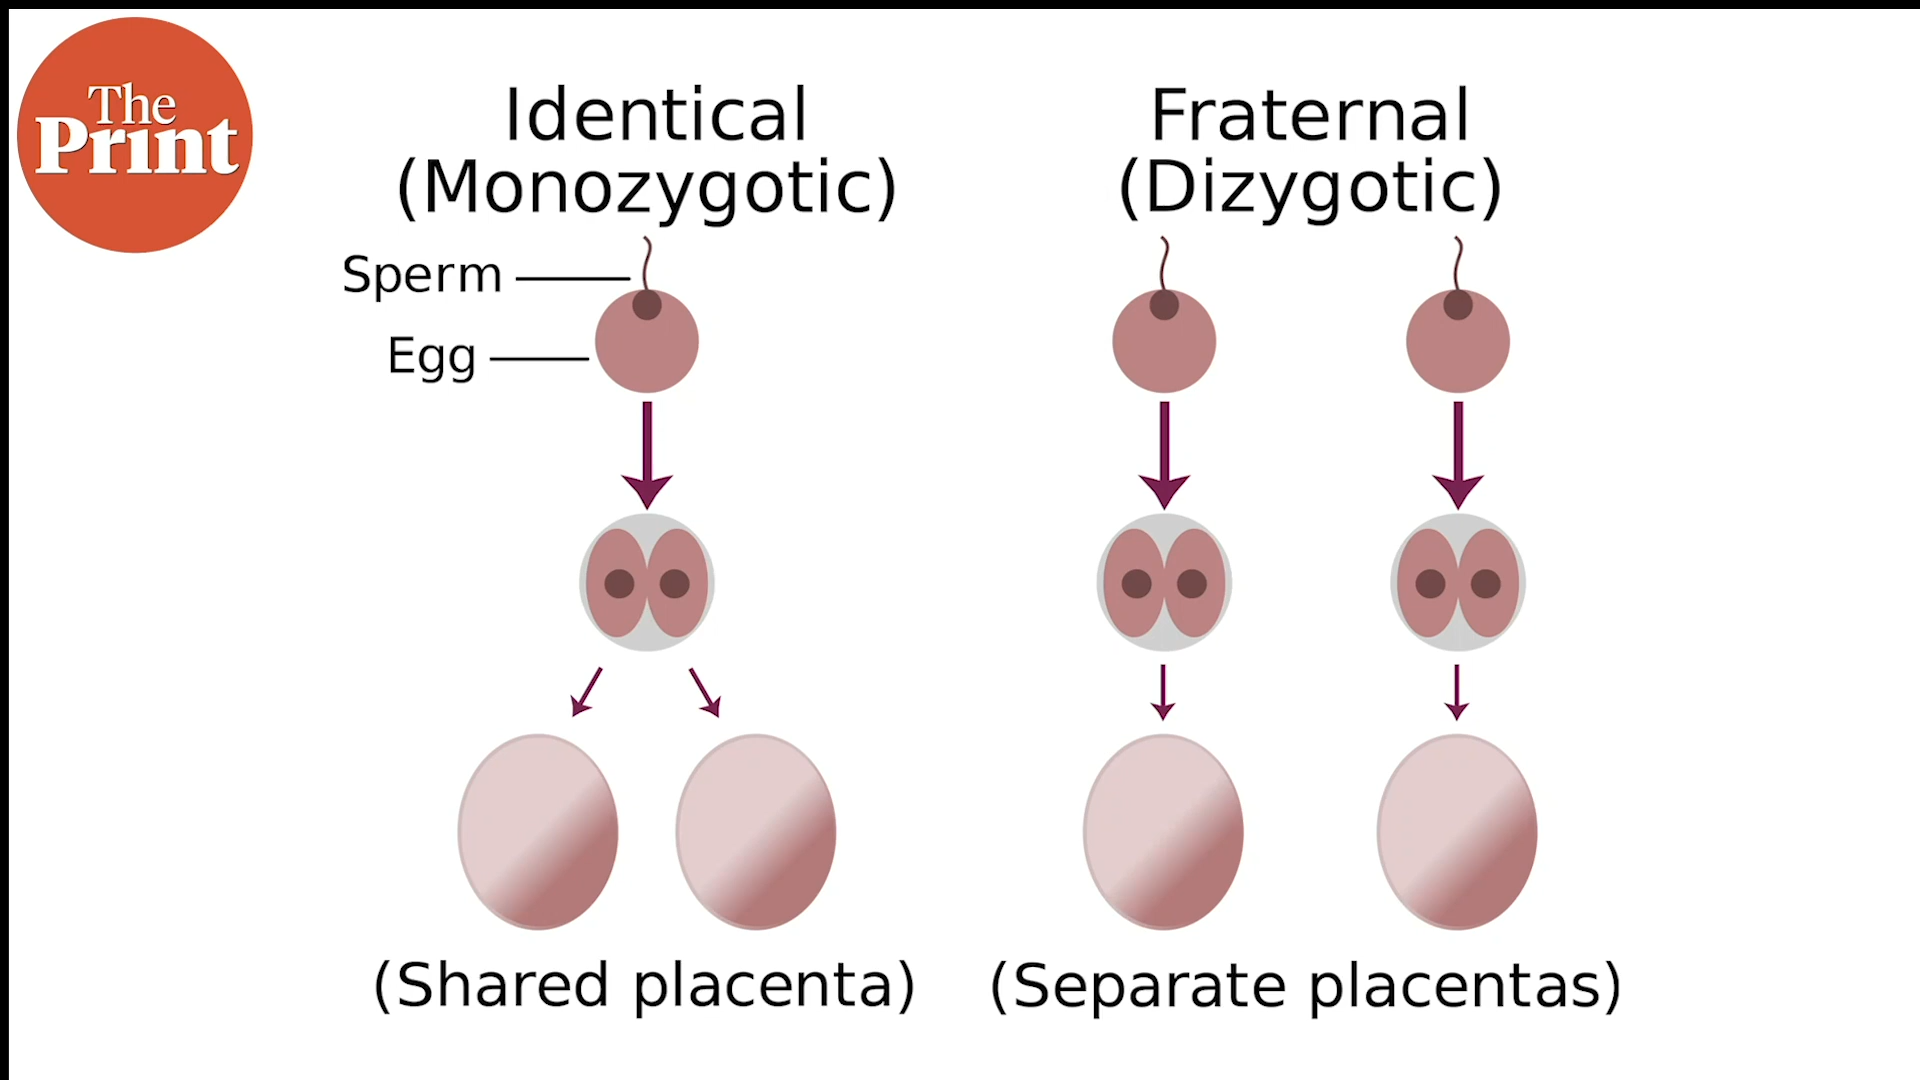 The
Print
Identical
(Monozygotic)
Fraternal
(Dizygotic)
Sperm
Egg
(Shared placenta)
(Separate placentas)